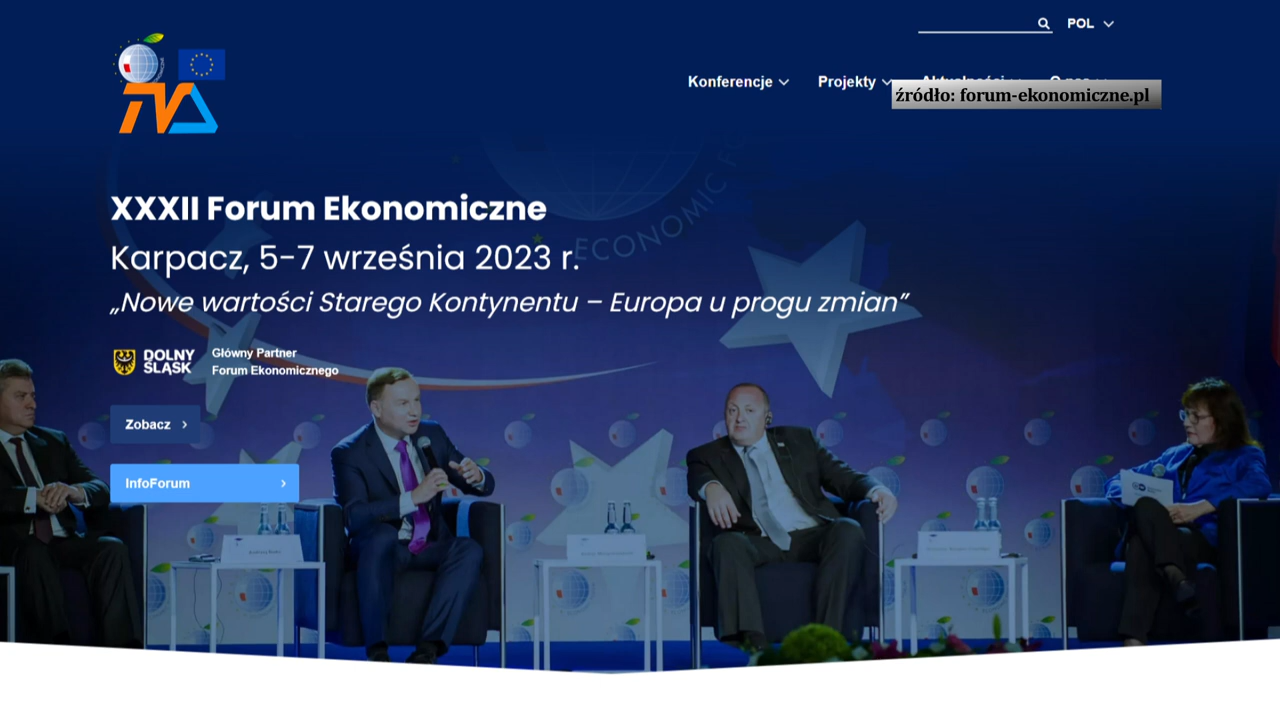 POL
Konferencje
Projekty
źródło: forum-ekonomiczne.pl
ECONOMIC
XXXII Forum Ekonomiczne
Karpacz, 5-7 września 2023 r.
„Nowe wartości Starego Kontynentu – Europa u progu zmian”
DOLNY
ŚLĄSK
Główny Partner
Forum Ekonomicznego
Zobacz
InfoForum